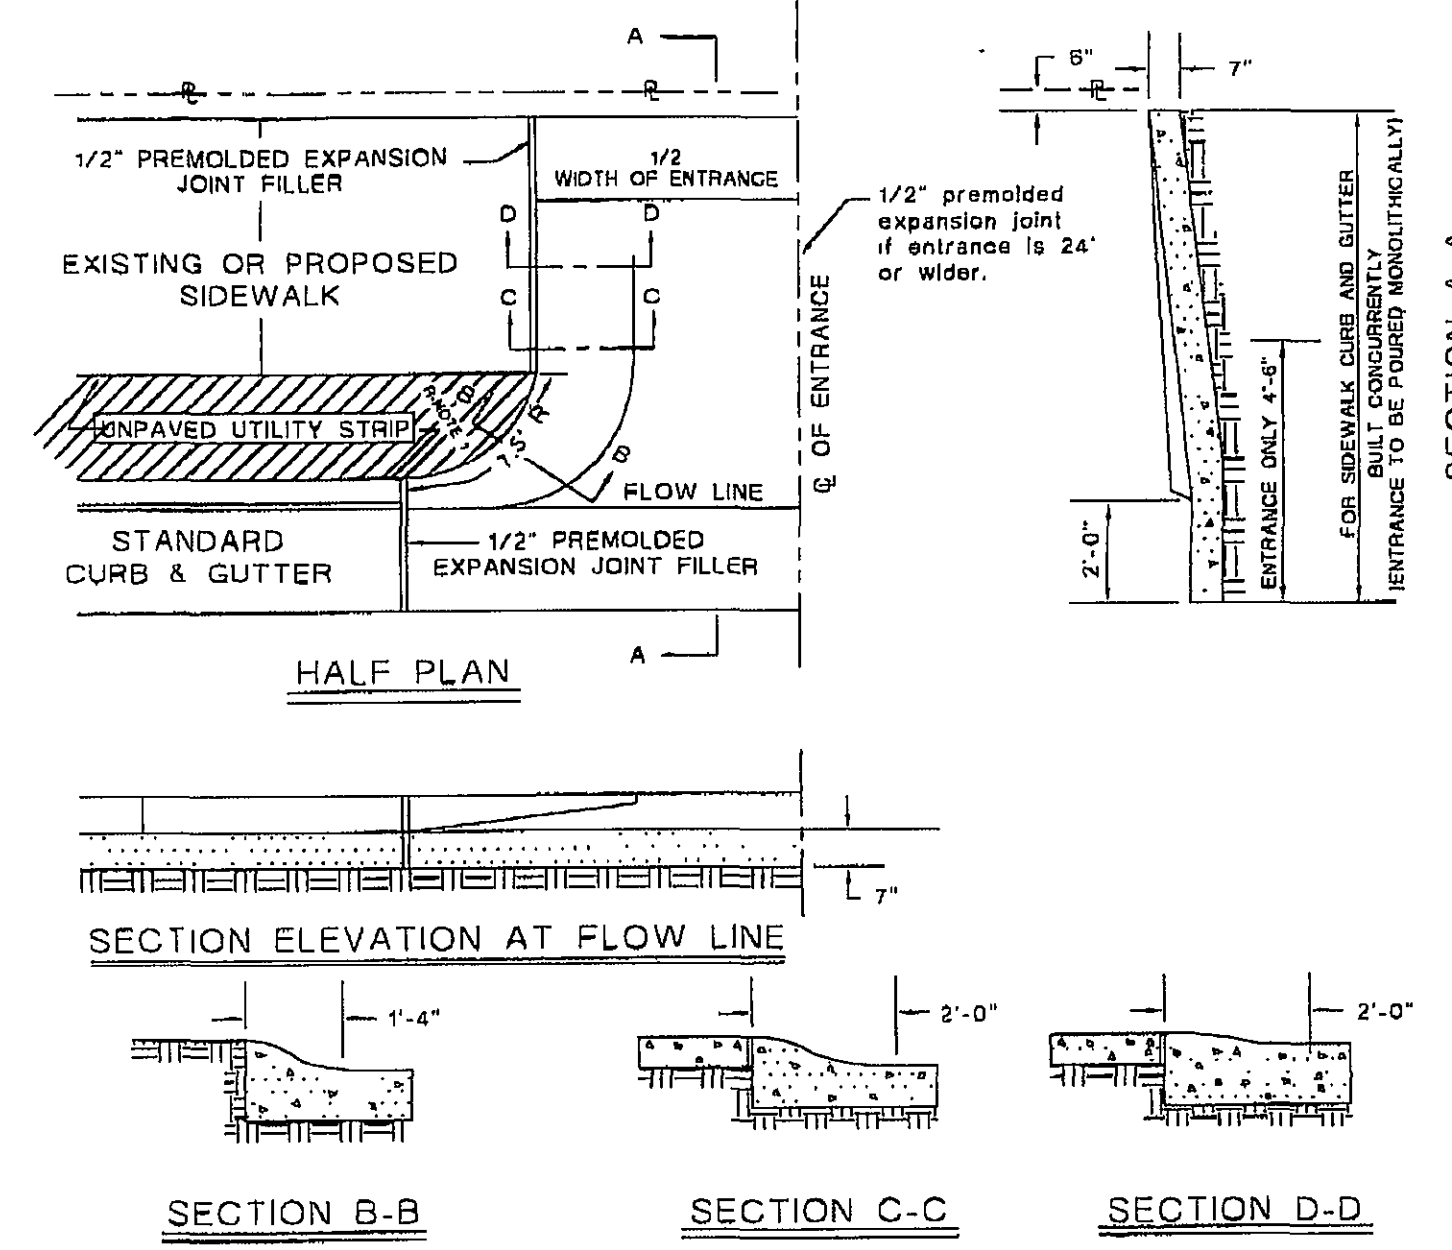 A
6"
7"
1/2" PREMOLDED EXPANSION
JOINT FILLER
1/2
WIDTH OF ENTRANCE
1/2" premolded
expansion joint
if entrance is 24'
or wider.
D
D
EXISTING OR PROPOSED
SIDEWALK
C
C
℄ OF ENTRANCE
UNPAVED UTILITY STRIP
B
R
B
FLOW LINE
STANDARD
CURB & GUTTER
1/2" PREMOLDED
EXPANSION JOINT FILLER
A
HALF PLAN
2'-0"
ENTRANCE ONLY 4'-6"
FOR SIDEWALK CURB AND GUTTER
BUILT CONCURRENTLY
(ENTRANCE TO BE POURED MONOLITHICALLY)
7"
SECTION ELEVATION AT FLOW LINE
1'-4"
2'-0"
2'-0"
SECTION B-B
SECTION C-C
SECTION D-D